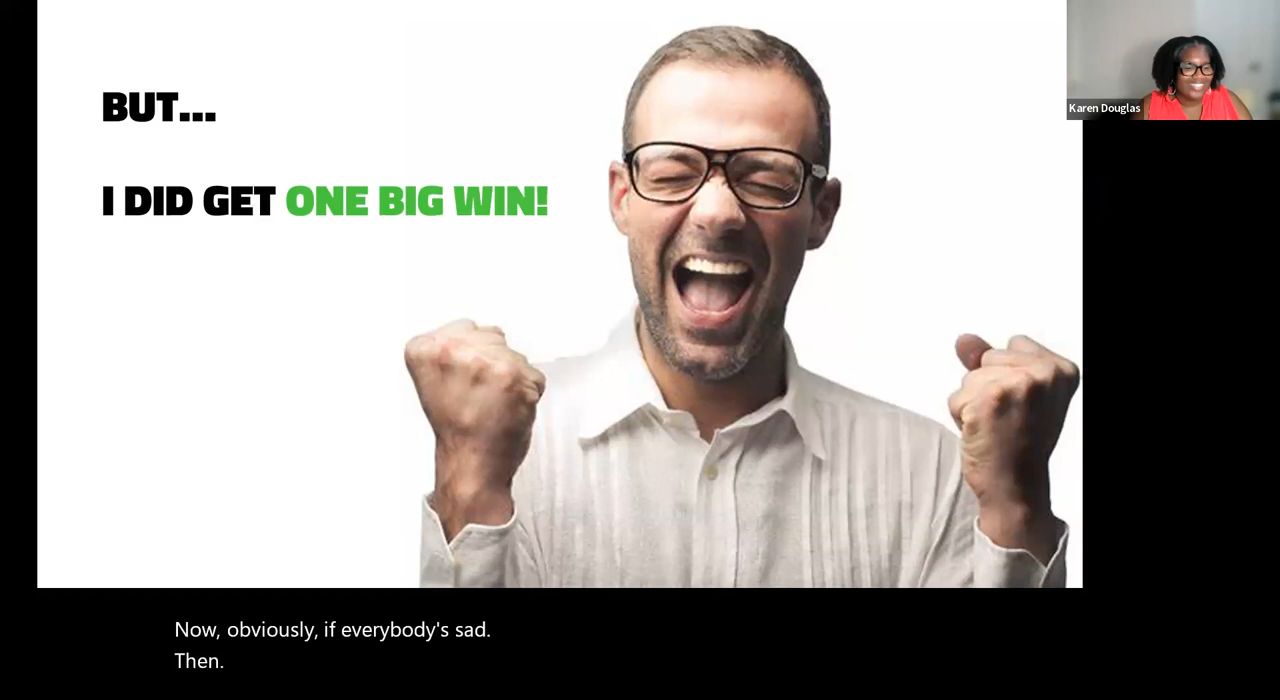 BUT...
I DID GET ONE BIG WIN!
Karen Douglas
Now, obviously, if everybody's sad.
Then.